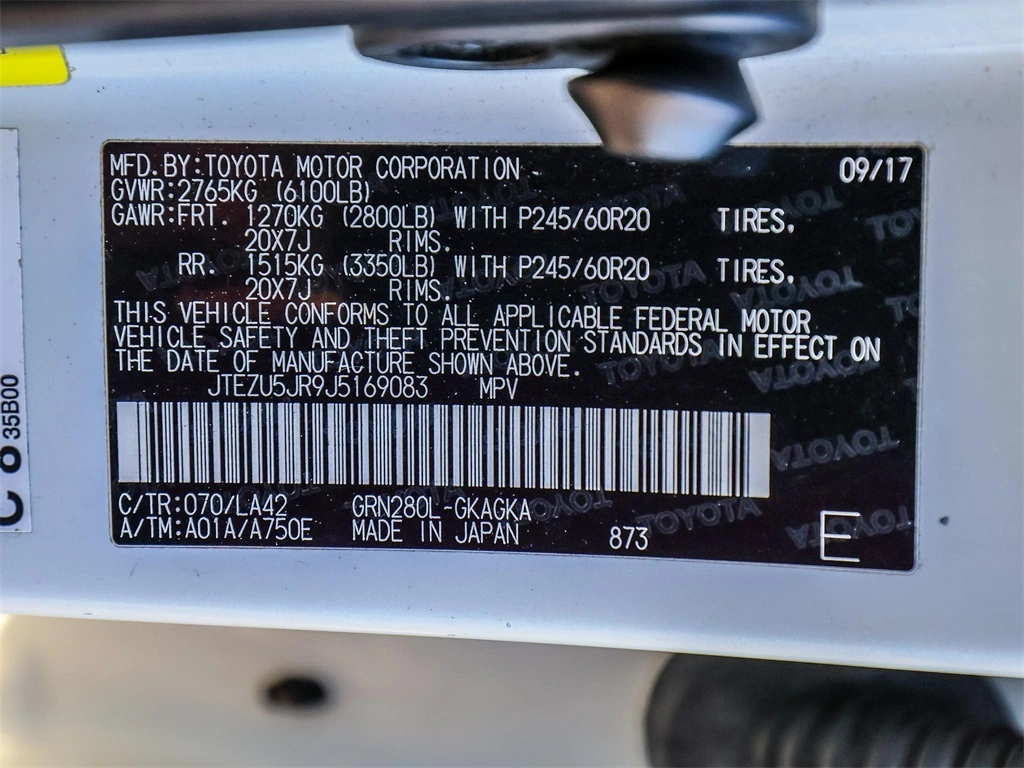 MFD. BY: TOYOTA MOTOR CORPORATION 09/17
GVWR: 2765KG (6100LB)
GAWR: FRT. 1270KG (2800LB) WITH P245/60R20 TIRES,
20X7J RIMS.
RR. 1515KG (3350LB) WITH P245/60R20 TIRES,
20X7J RIMS.
THIS VEHICLE CONFORMS TO ALL APPLICABLE FEDERAL MOTOR
VEHICLE SAFETY AND THEFT PREVENTION STANDARDS IN EFFECT ON
THE DATE OF MANUFACTURE SHOWN ABOVE.
JTEZU5JR9J5169083 MPV
C/TR: 070/LA42 GRN280L-GKAGKA
A/TM: A01A/A750E MADE IN JAPAN 873 E
TOYOTA
35B00